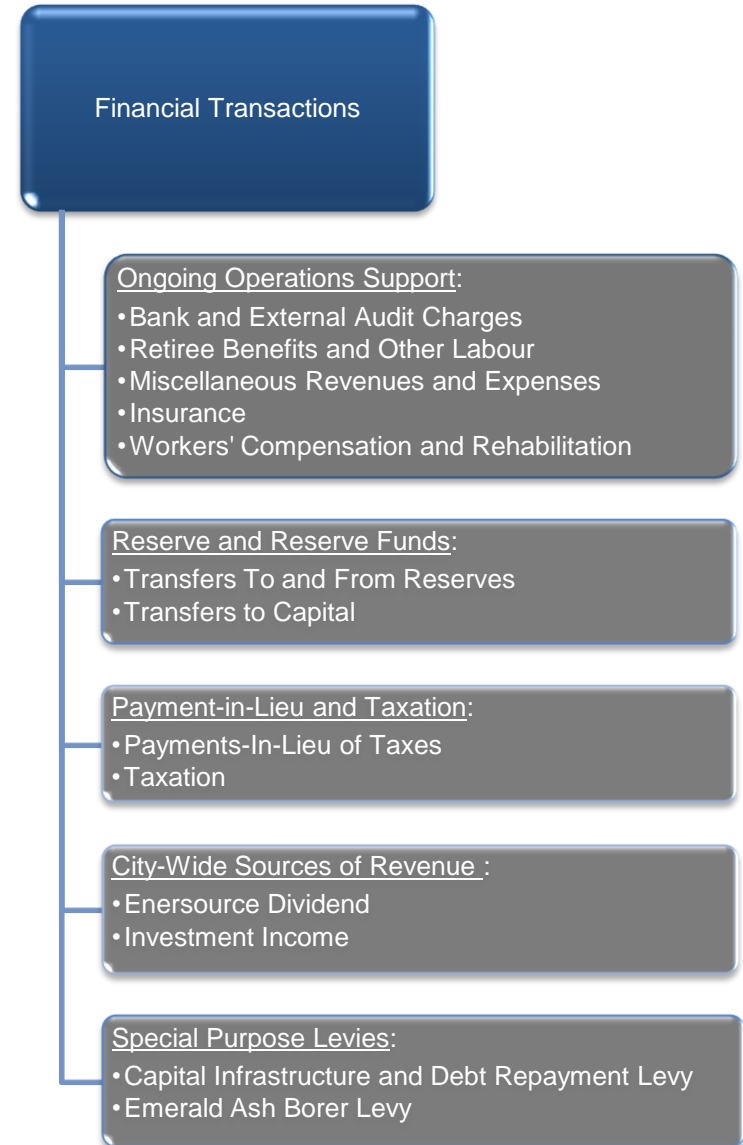 Financial Transactions
Ongoing Operations Support:
•Bank and External Audit Charges
•Retiree Benefits and Other Labour
•Miscellaneous Revenues and Expenses
•Insurance
•Workers' Compensation and Rehabilitation
Reserve and Reserve Funds:
•Transfers To and From Reserves
•Transfers to Capital
Payment-in-Lieu and Taxation:
•Payments-In-Lieu of Taxes
•Taxation
City-Wide Sources of Revenue :
•Enersource Dividend
•Investment Income
Special Purpose Levies:
•Capital Infrastructure and Debt Repayment Levy
•Emerald Ash Borer Levy